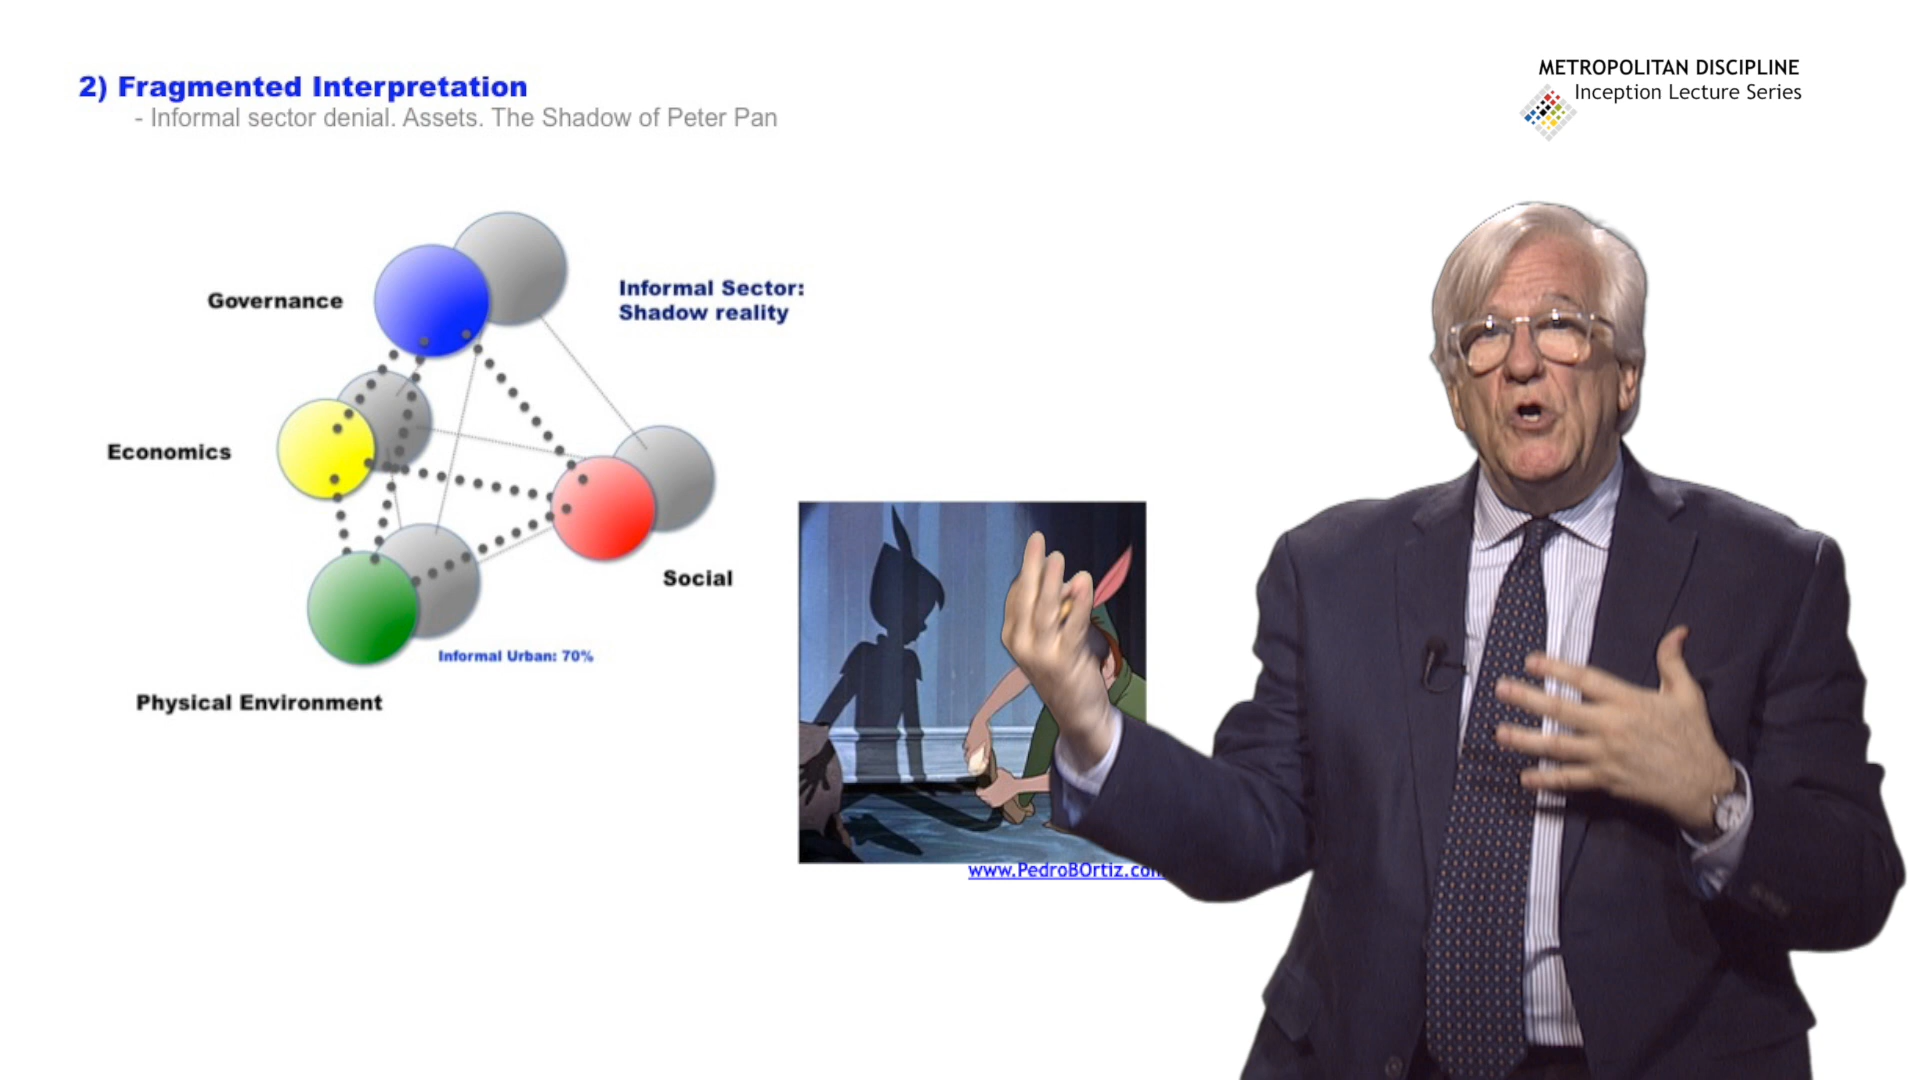 2) Fragmented Interpretation
- Informal sector denial. Assets. The Shadow of Peter Pan
METROPOLITAN DISCIPLINE
Inception Lecture Series
Governance
Informal Sector:
Shadow reality
Economics
Social
Informal Urban: 70%
Physical Environment
www.PedroBOrtiz.com